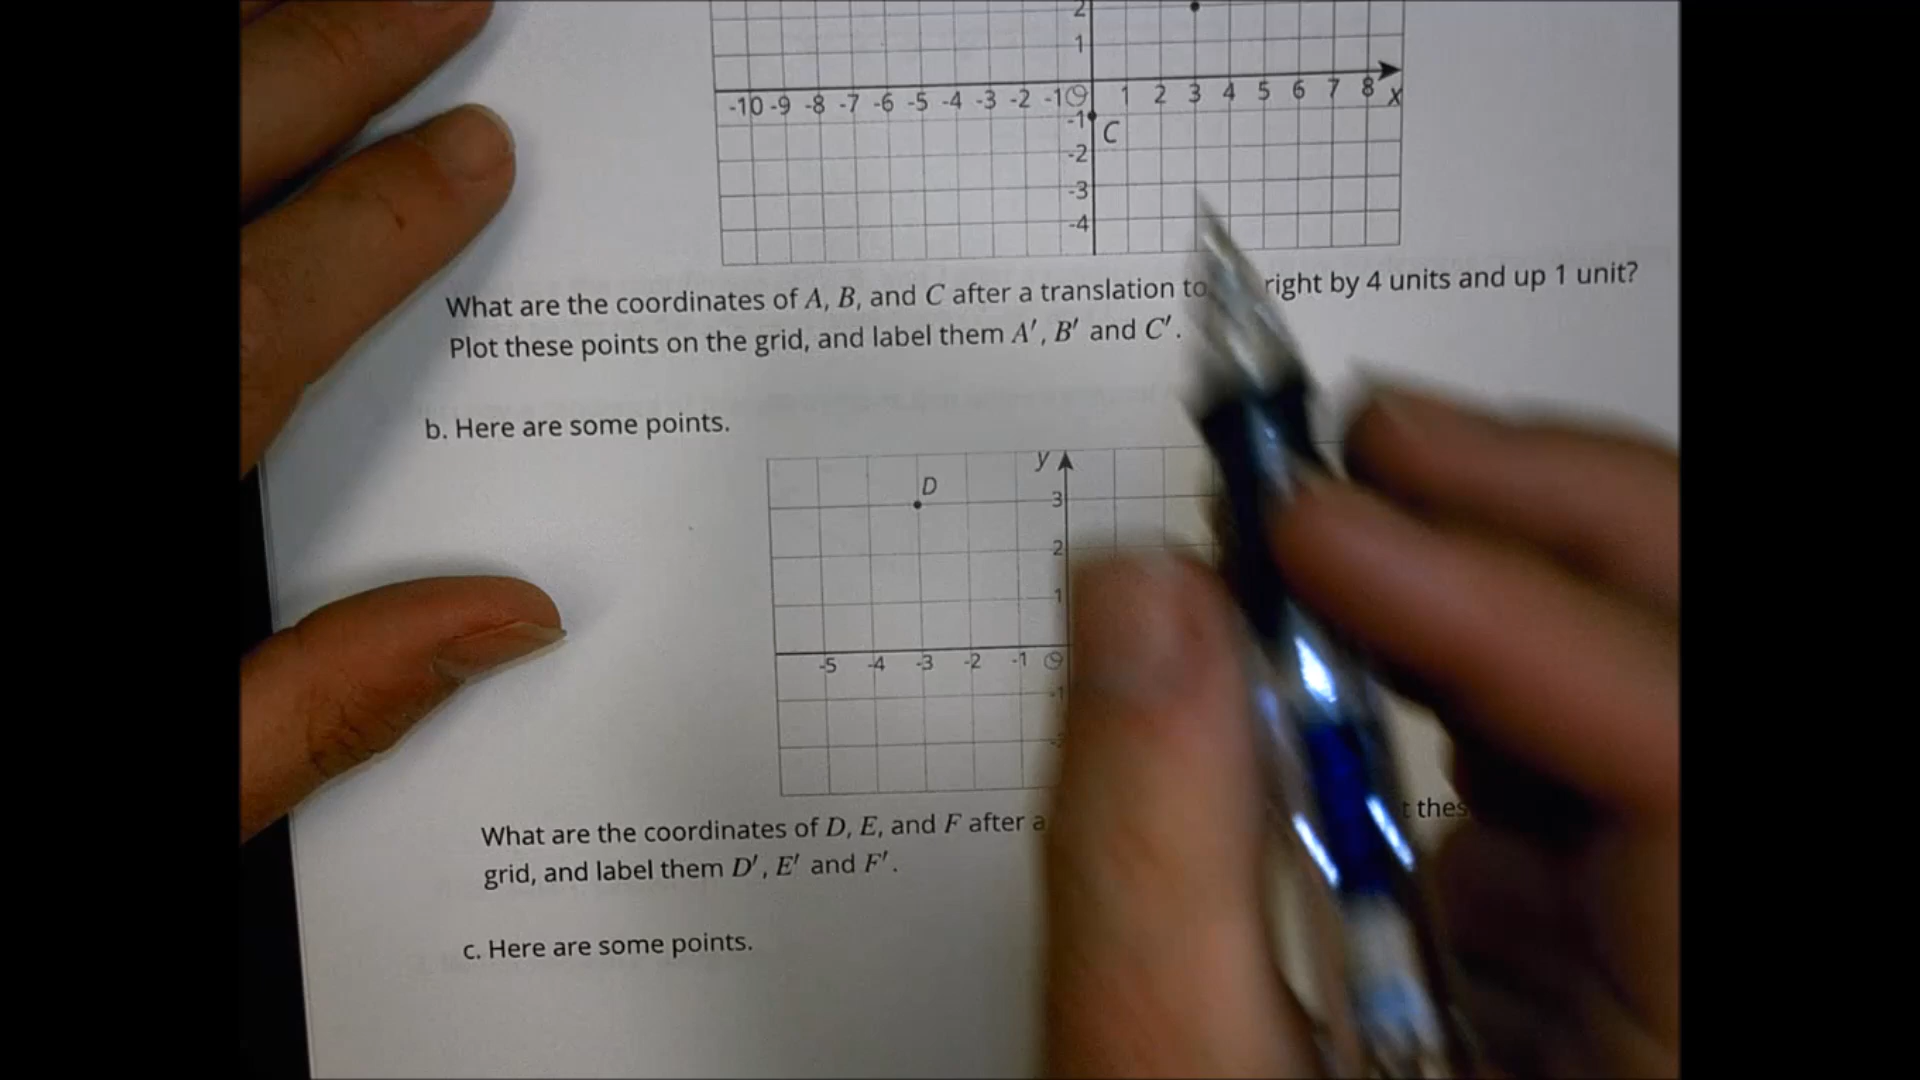 2
1
-10 -9 -8 -7 -6 -5 -4 -3 -2 -1 O 1 2 3 4 5 6 7 8 x
-1 C
-2
-3
-4
What are the coordinates of A, B, and C after a translation to right by 4 units and up 1 unit?
Plot these points on the grid, and label them A′, B′ and C′.
b. Here are some points.
y
D
3
2
1
-5 -4 -3 -2 -1 O
-1
What are the coordinates of D, E, and F after a
grid, and label them D′, E′ and F′.
c. Here are some points.